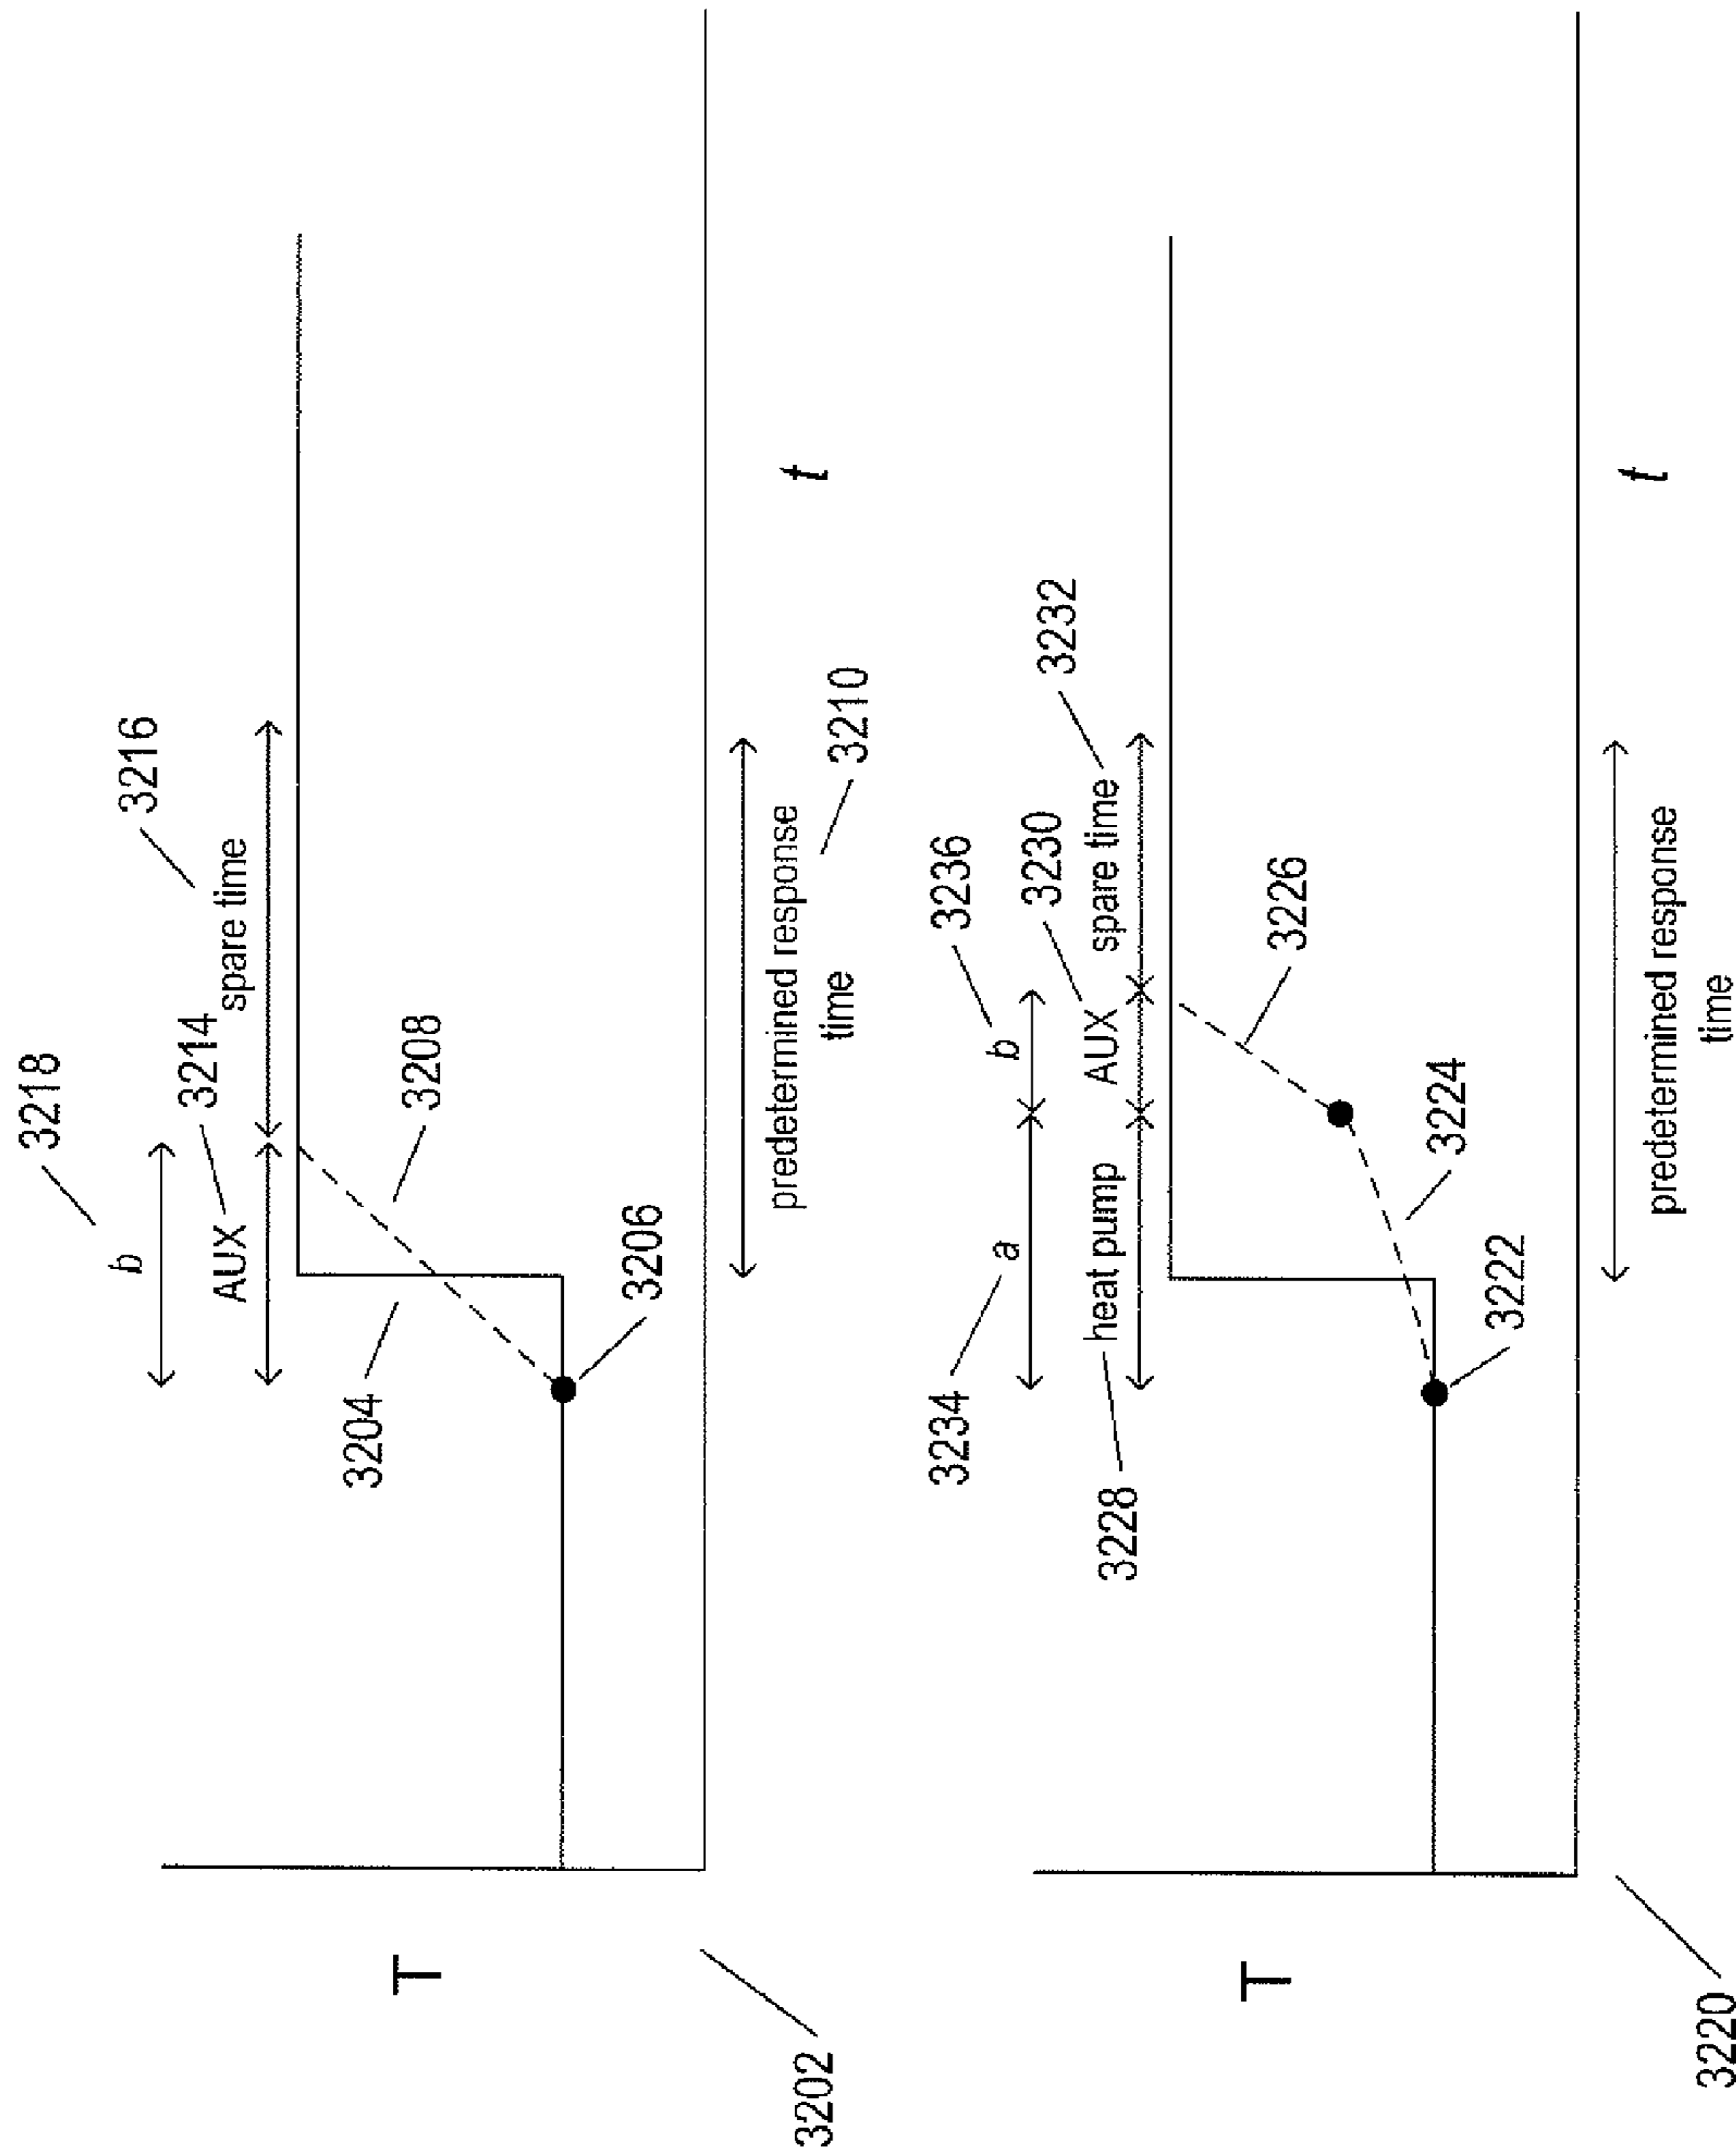 3218
b
3214
AUX
3216
spare time
3208
3204
3206
T
predetermined response
time
3210
t
3202
3234
a
3236
b
3228
heat pump
3230
AUX
3232
spare time
3226
3224
3222
T
predetermined response
time
t
3220